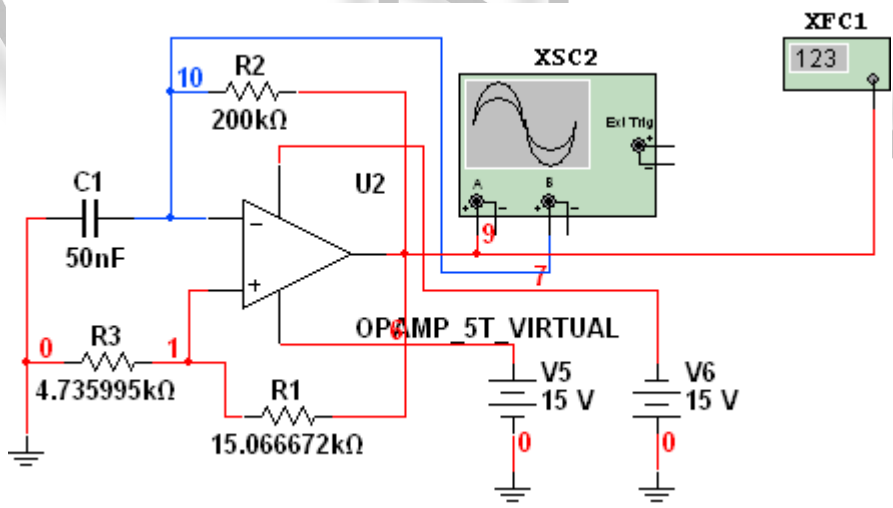 XFC1
123
XSC2
10
R2
200kΩ
Ext Trig
+
-
U2
A
B
+
-
+
-
C1
50nF
-
+
9
7
OPAMP_5T_VIRTUAL
6
0
R3
4.735995kΩ
1
R1
15.066672kΩ
V5
15 V
V6
15 V
0
0